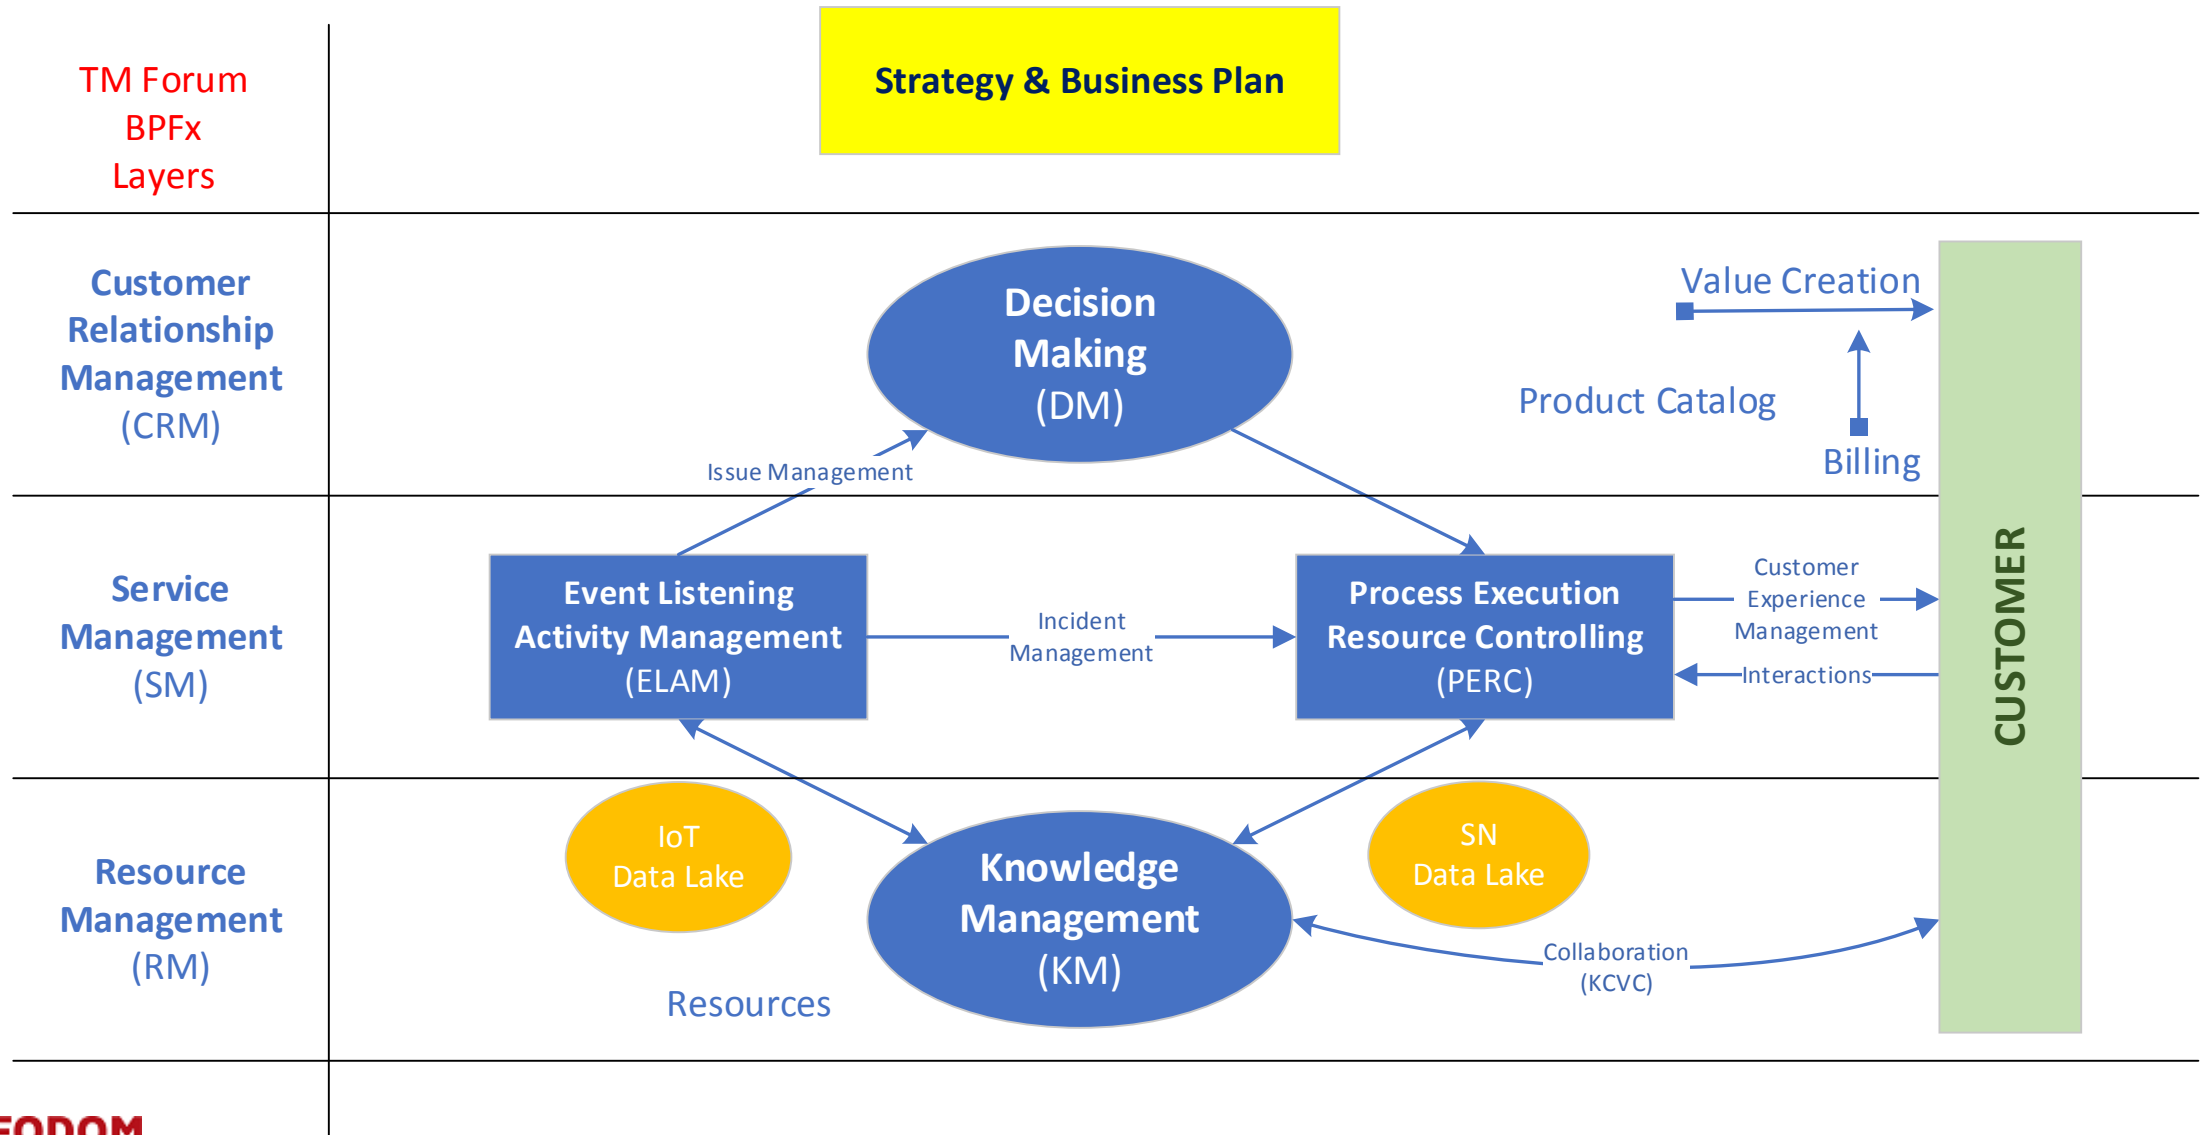 TM Forum
BPFx
Layers
Strategy & Business Plan
Customer
Relationship
Management
(CRM)
Decision
Making
(DM)
Value Creation
Product Catalog
Billing
Issue Management
Service
Management
(SM)
Event Listening
Activity Management
(ELAM)
Incident
Management
Process Execution
Resource Controlling
(PERC)
Customer
Experience
Management
Interactions
CUSTOMER
Resource
Management
(RM)
IoT
Data Lake
Knowledge
Management
(KM)
SN
Data Lake
Collaboration
(KCVC)
Resources